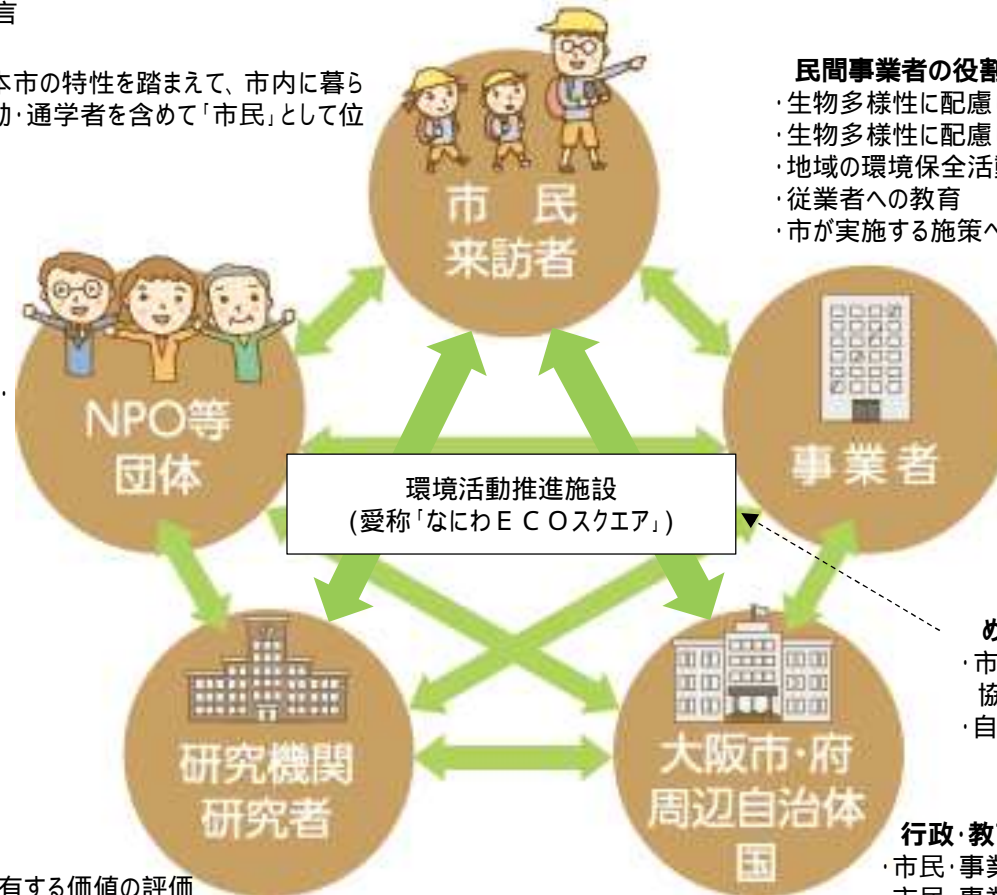 言
本市の特性を踏まえて、市内に暮ら
勤・通学者を含めて「市民」として位
市 民
来訪者
民間事業者の役割
・生物多様性に配慮
・生物多様性に配慮
・地域の環境保全活動
・従業者への教育
・市が実施する施策へ
NPO等
団体
事業者
環境活動推進施設
(愛称「なにわECOスクエア」)
・市
協
・自
研究機関
研究者
大阪市・府
周辺自治体
国
行政・教
・市民・事業
・市民・事業
有する価値の評価